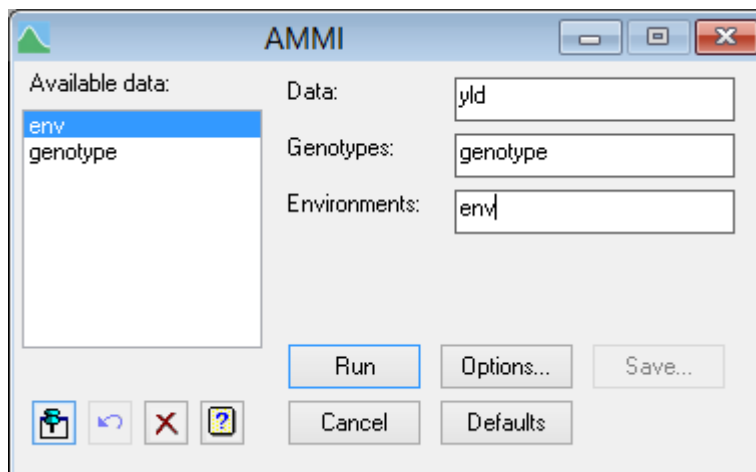 AMMI
Available data:
env
genotype
Data: yld
Genotypes: genotype
Environments: env
Run Options... Save...
Cancel Defaults
?